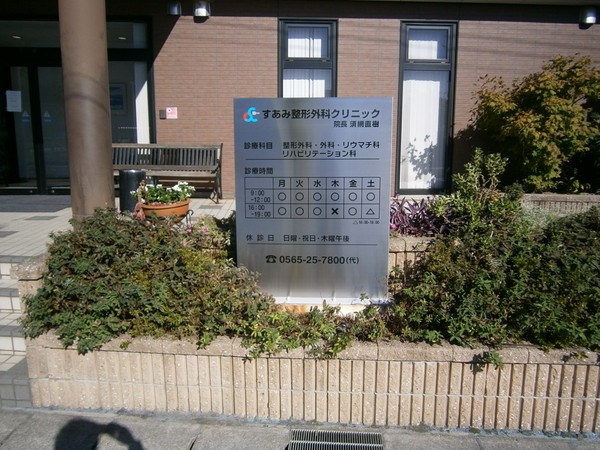 すあみ整形外科クリニック
院長 須網直樹
診療科目 整形外科・外科・リウマチ科
リハビリテーション科
診療時間
月 火 水 木 金 土
9:00 ~12:00 ○ ○ ○ ○ ○ ○
16:00 ~19:00 ○ ○ ○ × ○ △
休診日 日曜・祝日・木曜午後
☎0565-25-7800(代)